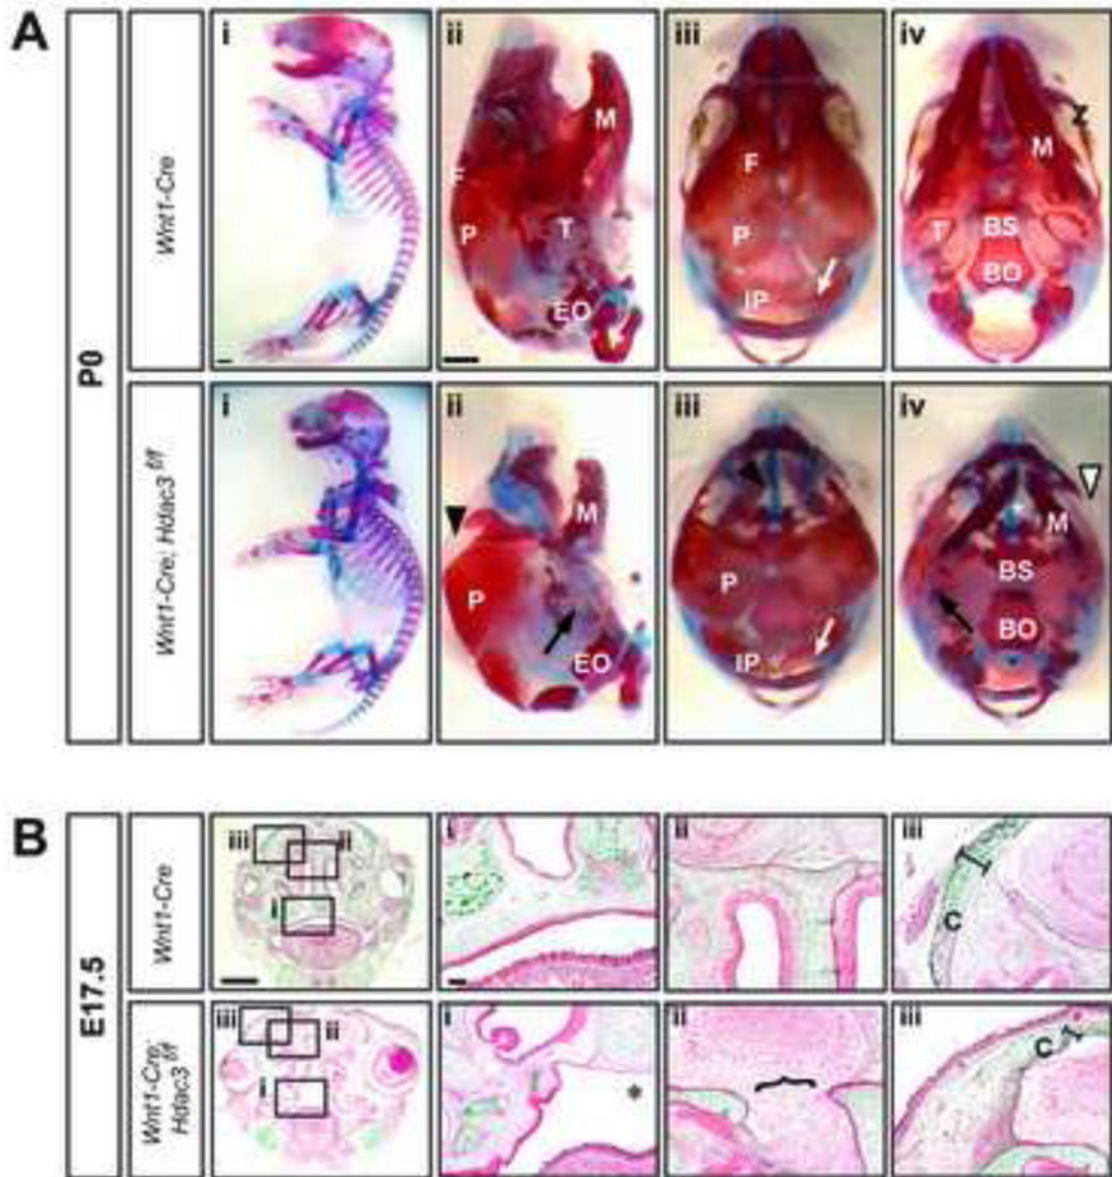 A
P0
Wnt1-Cre
i
ii
M
F
P
T
EO
iii
F
P
IP
iv
Z
M
T
BS
BO
Wnt1-Cre; Hdac3 f/f
i
ii
M
P
*
EO
iii
P
IP
iv
*
M
BS
BO
B
E17.5
Wnt1-Cre
iii
ii
i
i
ii
iii
C
Wnt1-Cre;
Hdac3 f/f
iii
ii
i
i
*
ii
iii
C